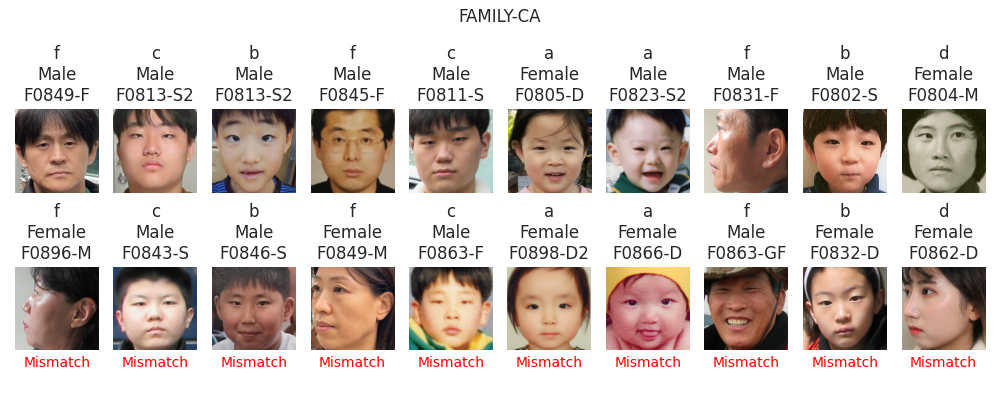 FAMILY-CA
f c b f c a a f b d
Male Male Male Male Male Female Male Male Male Female
F0849-F F0813-S2 F0813-S2 F0845-F F0811-S F0805-D F0823-S2 F0831-F F0802-S F0804-M
f c b f c a a f b d
Female Male Male Female Male Female Female Male Female Female
F0896-M F0843-S F0846-S F0849-M F0863-F F0898-D2 F0866-D F0863-GF F0832-D F0862-D
Mismatch Mismatch Mismatch Mismatch Mismatch Mismatch Mismatch Mismatch Mismatch Mismatch